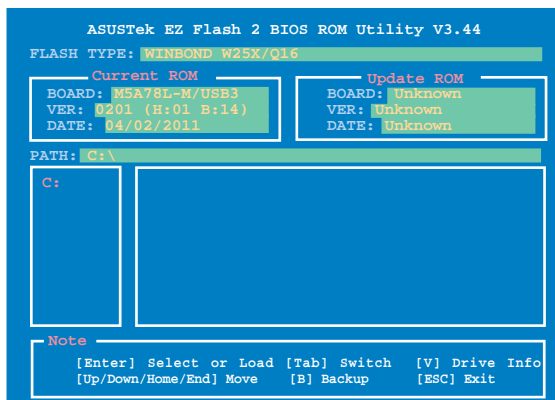 ASUSTek EZ Flash 2 BIOS ROM Utility V3.44
FLASH TYPE: WINBOND W25X/Q16
Current ROM
BOARD: M5A78L-M/USB3
VER: 0201 (H:01 B:14)
DATE: 04/02/2011
Update ROM
BOARD: Unknown
VER: Unknown
DATE: Unknown
PATH: C:\
C:
Note
[Enter] Select or Load [Tab] Switch [V] Drive Info
[Up/Down/Home/End] Move [B] Backup [ESC] Exit